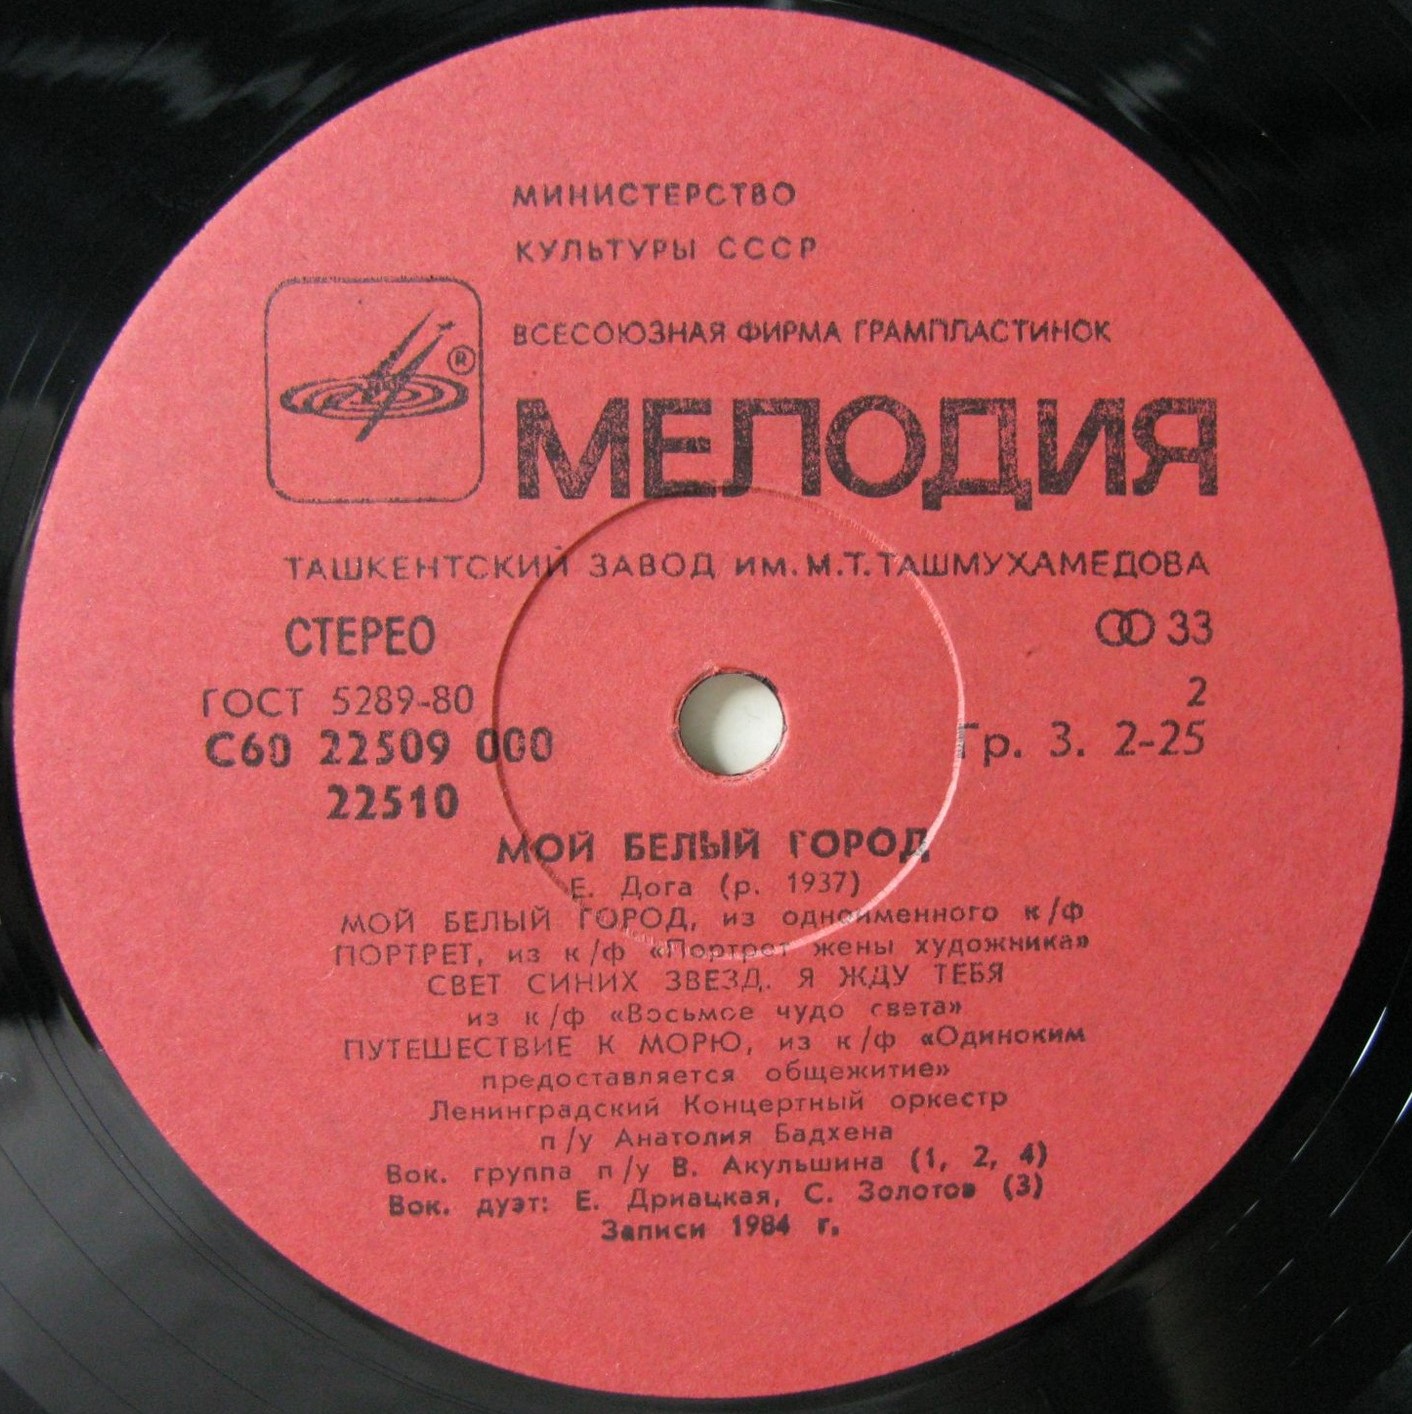 МИНИСТЕРСТВО
КУЛЬТУРЫ СССР
ВСЕСОЮЗНАЯ ФИРМА ГРАМПЛАСТИНОК
®
МЕЛОДИЯ
ТАШКЕНТСКИЙ ЗАВОД ИМ. М.Т. ТАШМУХАМЕДОВА
СТЕРЕО
33
ГОСТ 5289-80
2
С60 22509 000
Гр. 3. 2-25
22510
МОЙ БЕЛЫЙ ГОРОД
Е. Дога (р. 1937)
МОЙ БЕЛЫЙ ГОРОД, из одноименного к/ф
ПОРТРЕТ, из к/ф «Портрет жены художника»
СВЕТ СИНИХ ЗВЕЗД. Я ЖДУ ТЕБЯ
из к/ф «Восьмое чудо света»
ПУТЕШЕСТВИЕ К МОРЮ, из к/ф «Одиноким
предоставляется общежитие»
Ленинградский Концертный оркестр
п/у Анатолия Бадхена
Вок. группа п/у В. Акульшина (1, 2, 4)
Вок. дуэт: Е. Дриацкая, С. Золотов (3)
Записи 1984 г.